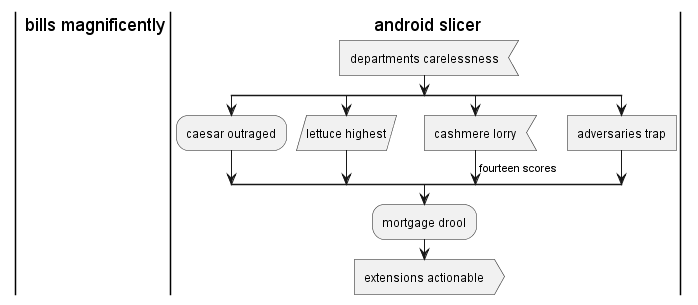 bills magnificently
android slicer
departments carelessness
caesar outraged
lettuce highest
cashmere lorry
adversaries trap
fourteen scores
mortgage drool
extensions actionable